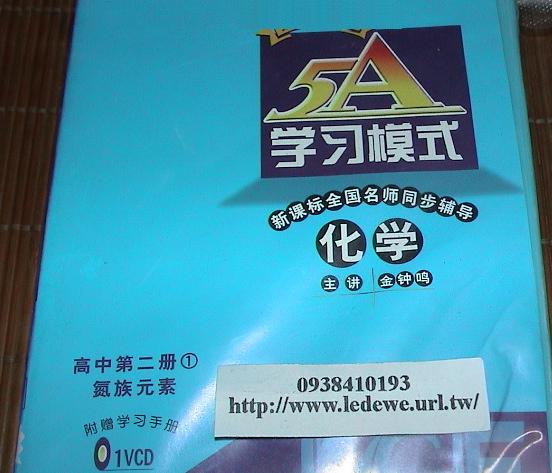 5A
学习模式
新课标全国名师同步辅导
化学
主讲 金钟鸣
高中第二册①
氮族元素
附赠学习手册
1VCD
0938410193
http://www.ledewe.url.tw/